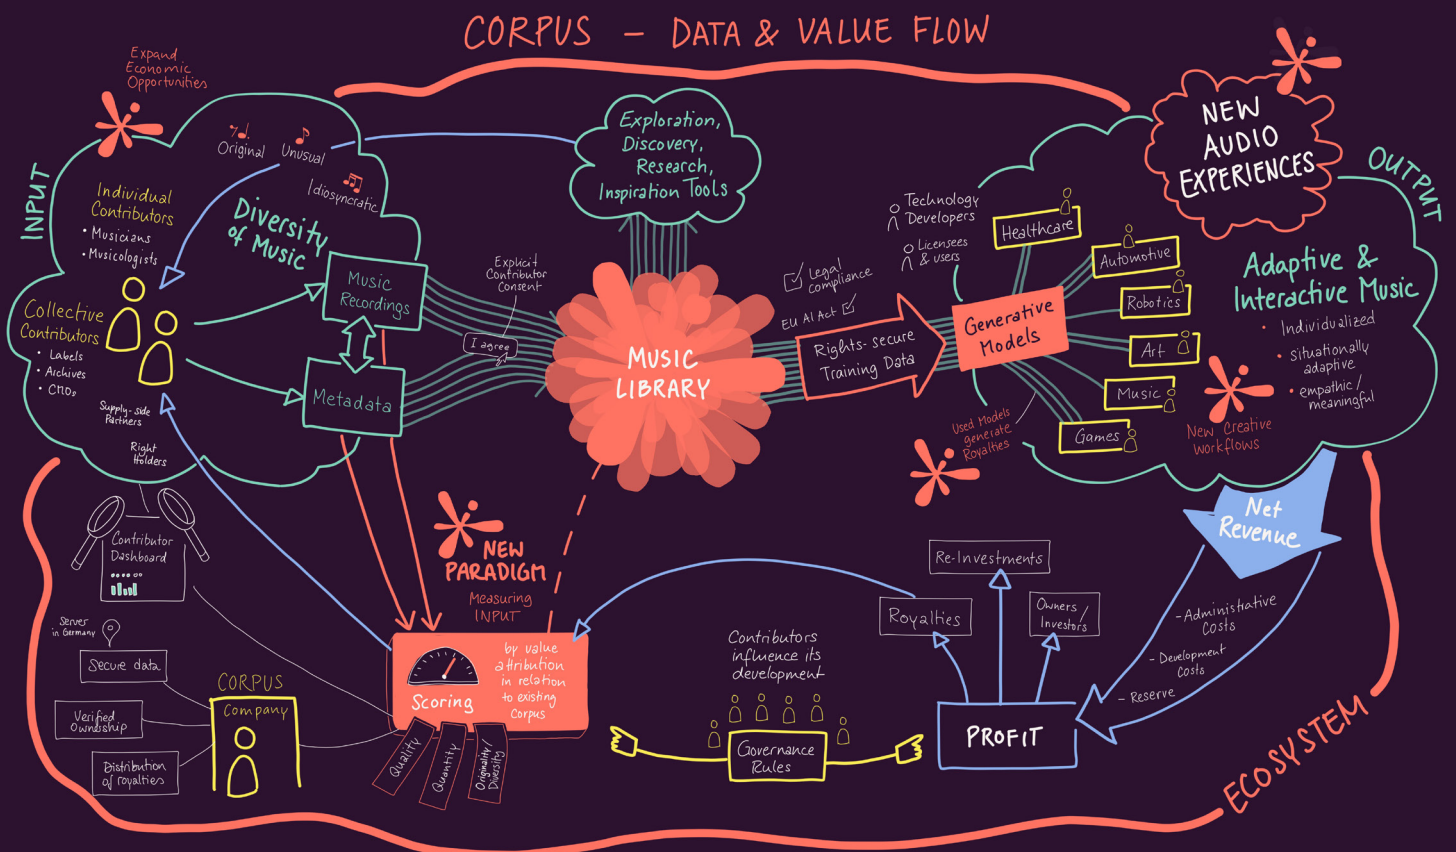 CORPUS – DATA & VALUE FLOW
Expand
Economic
Opportunities
INPUT
Original
Unusual
Idiosyncratic
Diversity
of Music
Individual
Contributors
• Musicians
• Musicologists
Collective
Contributors
• Labels
• Archives
• CMOs
Supply-side
Partners
Right
Holders
Music
Recordings
Metadata
Explicit
Contributor
Consent
I agree
Exploration,
Discovery,
Research,
Inspiration Tools
MUSIC
LIBRARY
Legal
compliance
EU AI Act
Rights-secure
Training Data
Technology
Developers
Licensees
& users
Generative
Models
Used Models
generate
Royalties
Healthcare
Automotive
Robotics
Art
Music
Games
New Creative
Workflows
NEW
AUDIO
EXPERIENCES
OUTPUT
Adaptive &
Interactive Music
• Individualized
• situationally
adaptive
• empathic /
meaningful
Net
Revenue
- Administrative
Costs
- Development
Costs
- Reserve
PROFIT
Re-Investments
Royalties
Owners /
Investors
Contributors
influence its
development
Governance
Rules
NEW
PARADIGM
Measuring
INPUT
Scoring
by value
attribution
in relation
to existing
Corpus
Quality
Quantity
Originality/
Diversity
Contributor
Dashboard
Server
in Germany
Secure data
Verified
Ownership
Distribution
of royalties
CORPUS
Company
ECOSYSTEM